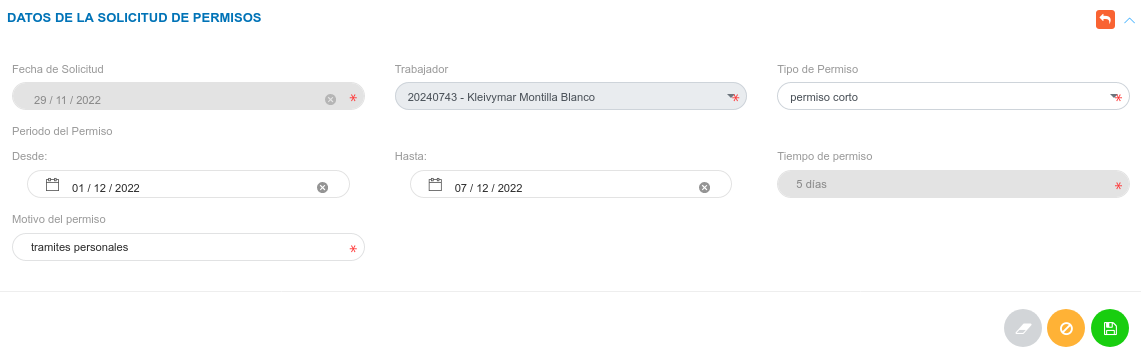 DATOS DE LA SOLICITUD DE PERMISOS
Fecha de Solicitud
Trabajador
Tipo de Permiso
29 / 11 / 2022
*
20240743 - Kleivymar Montilla Blanco
*
permiso corto
*
Periodo del Permiso
Desde:
Hasta:
Tiempo de permiso
01 / 12 / 2022
07 / 12 / 2022
5 días
*
Motivo del permiso
tramites personales
*